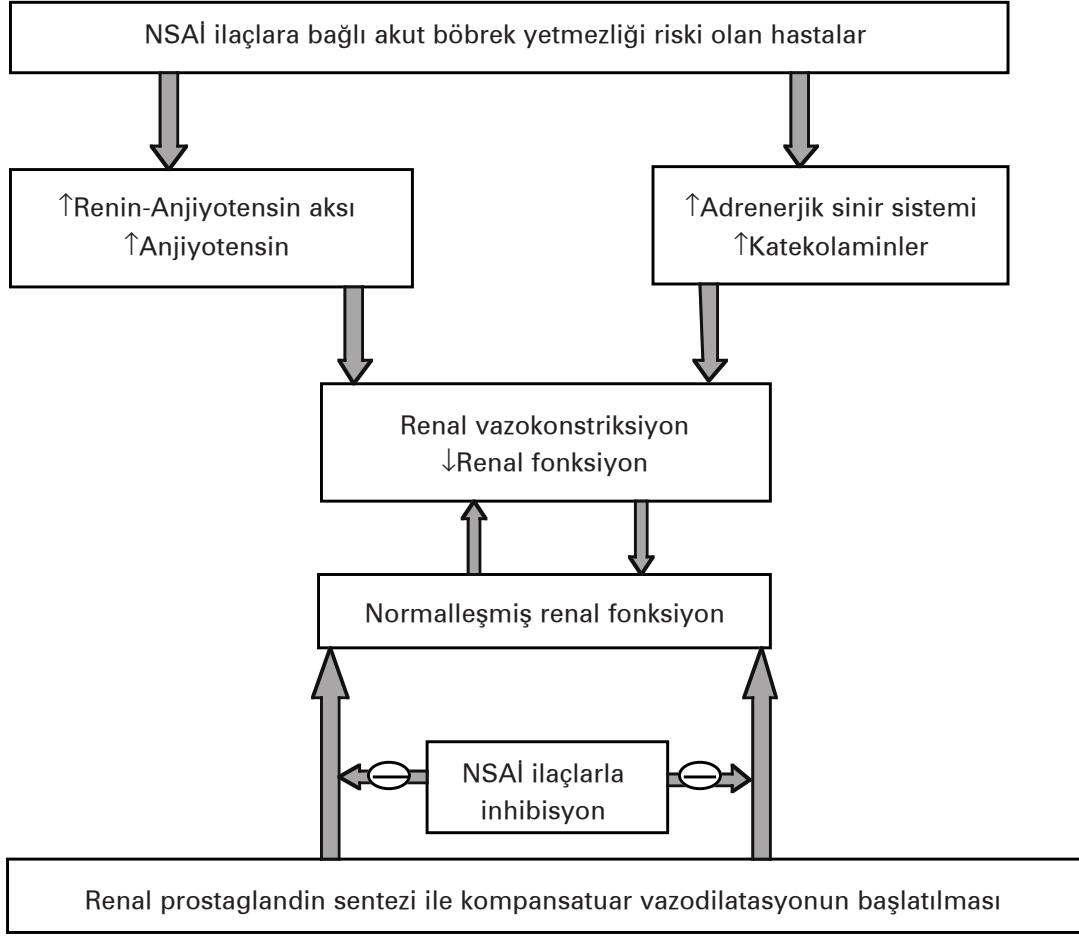 NSAİ ilaçlara bağlı akut böbrek yetmezliği riski olan hastalar
↑Renin-Anjiyotensin aksı
↑Anjiyotensin
↑Adrenerjik sinir sistemi
↑Katekolaminler
Renal vazokonstriksiyon
↓Renal fonksiyon
Normalleşmiş renal fonksiyon
NSAİ ilaçlarla
inhibisyon
Renal prostaglandin sentezi ile kompansatuar vazodilatasyonun başlatılması